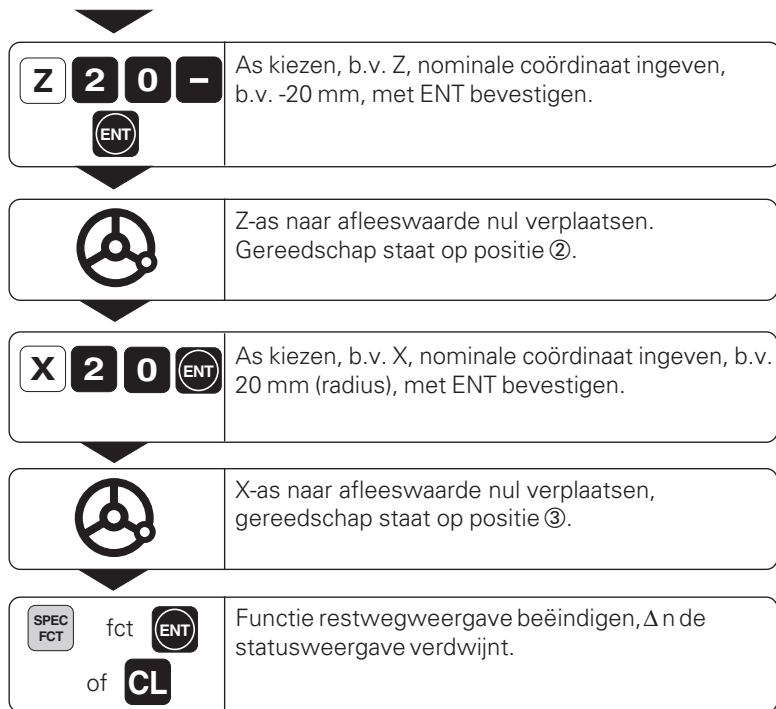 Z 2 0 –
ENT
As kiezen, b.v. Z, nominale coördinaat ingeven,
b.v. -20 mm, met ENT bevestigen.
Z-as naar afleeswaarde nul verplaatsen.
Gereedschap staat op positie ②.
X 2 0 ENT
As kiezen, b.v. X, nominale coördinaat ingeven, b.v.
20 mm (radius), met ENT bevestigen.
X-as naar afleeswaarde nul verplaatsen,
gereedschap staat op positie ③.
SPEC
FCT
fct ENT
of CL
Functie restwegweergave beëindigen, Δ n de
statusweergave verdwijnt.